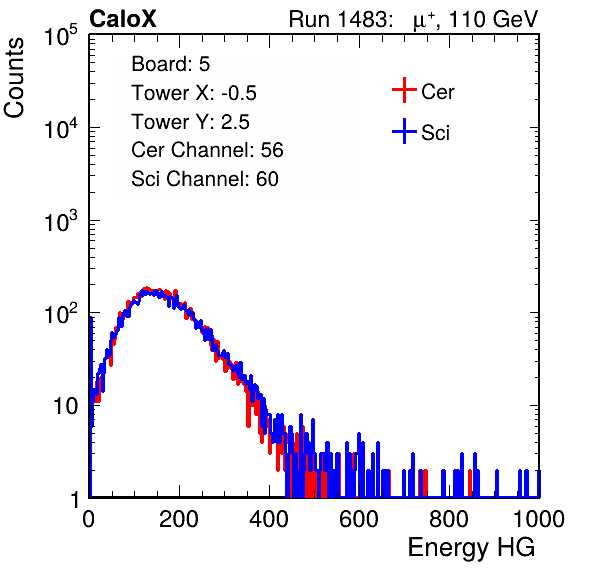 CaloX Run 1483: μ⁺, 110 GeV
Counts
Board: 5
Tower X: -0.5
Tower Y: 2.5
Cer Channel: 56
Sci Channel: 60
Cer
Sci
10⁵
10⁴
10³
10²
10
1
0 200 400 600 800 1000
Energy HG